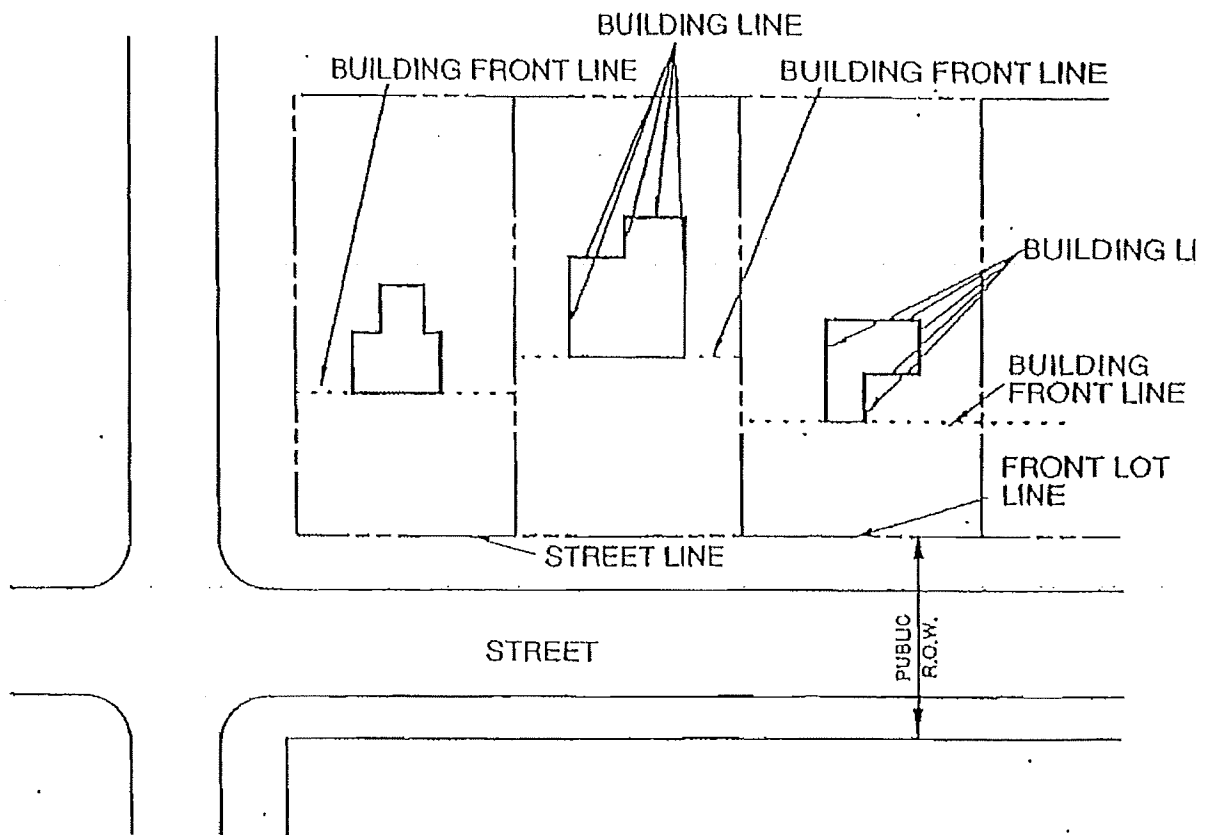 BUILDING LINE
BUILDING FRONT LINE
BUILDING FRONT LINE
BUILDING LI
BUILDING
FRONT LINE
FRONT LOT
LINE
STREET LINE
STREET
PUBLIC
R.O.W.